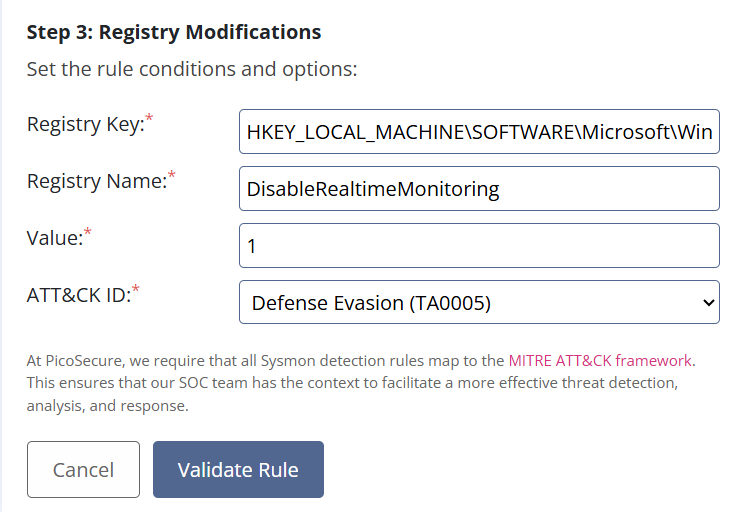 Step 3: Registry Modifications
Set the rule conditions and options:
Registry Key:*
HKEY_LOCAL_MACHINE\SOFTWARE\Microsoft\Win
Registry Name:*
DisableRealtimeMonitoring
Value:*
1
ATT&CK ID:*
Defense Evasion (TA0005)
At PicoSecure, we require that all Sysmon detection rules map to the MITRE ATT&CK framework.
This ensures that our SOC team has the context to facilitate a more effective threat detection,
analysis, and response.
Cancel
Validate Rule